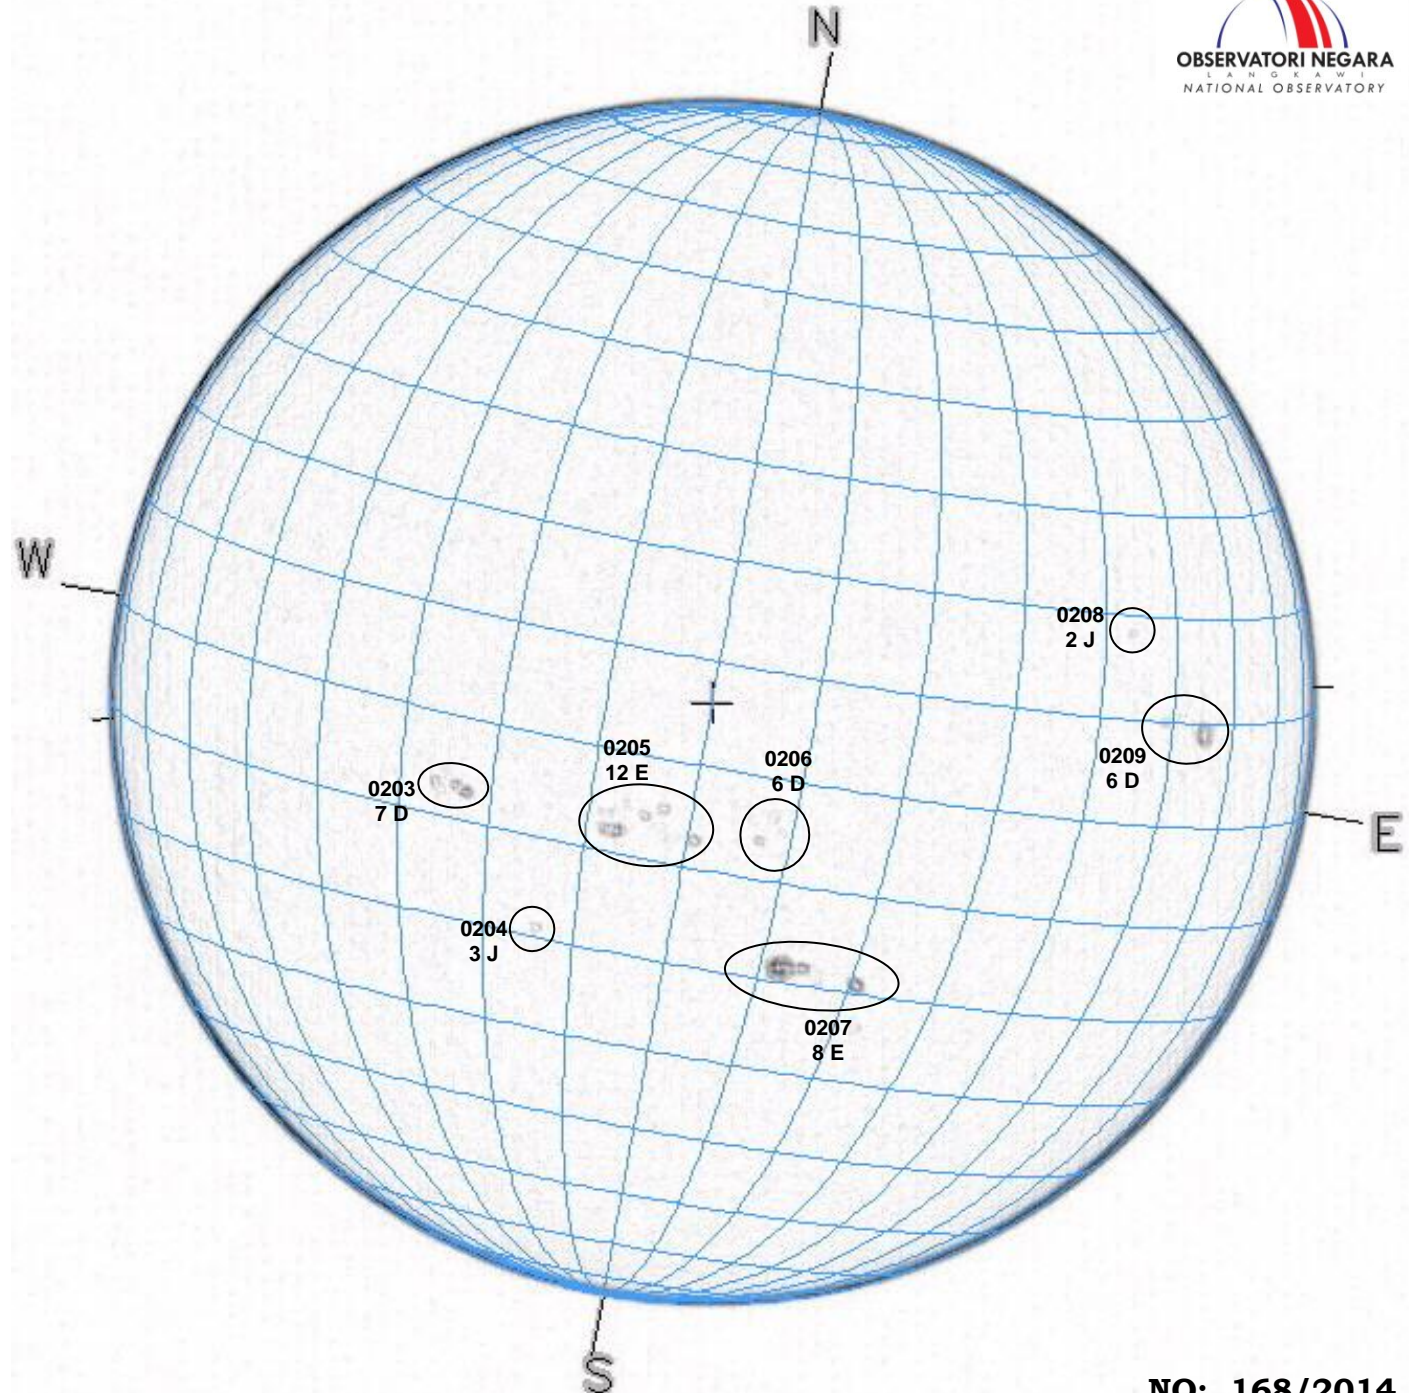 N
OBSERVATORI NEGARA
LANGKAWI
NATIONAL OBSERVATORY
W
0208
2 J
0209
6 D
E
0205
12 E
0206
6 D
0203
7 D
0204
3 J
0207
8 E
S
NO: 168/2014